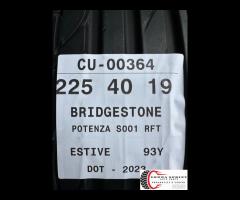 CU-00364
225 40 19
BRIDGESTONE
POTENZA S001 RFT
ESTIVE 93Y
DOT - 2023